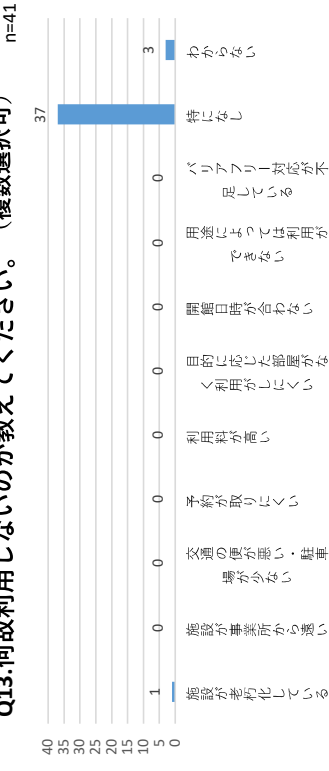 Q13.何故利用しないのか教えてください。（複数選択可）
n=41
40
35
30
25
20
15
10
5
0
1
0
0
0
0
0
0
0
0
37
3
施設が老朽化している
施設が事業所から遠い
交通の便が悪い・駐車
場が少ない
予約が取りにくい
利用料が高い
目的に応じた部屋がな
く利用がしにくい
開館日時が合わない
用途によっては利用が
できない
バリアフリー対応が不
足している
特になし
わからない